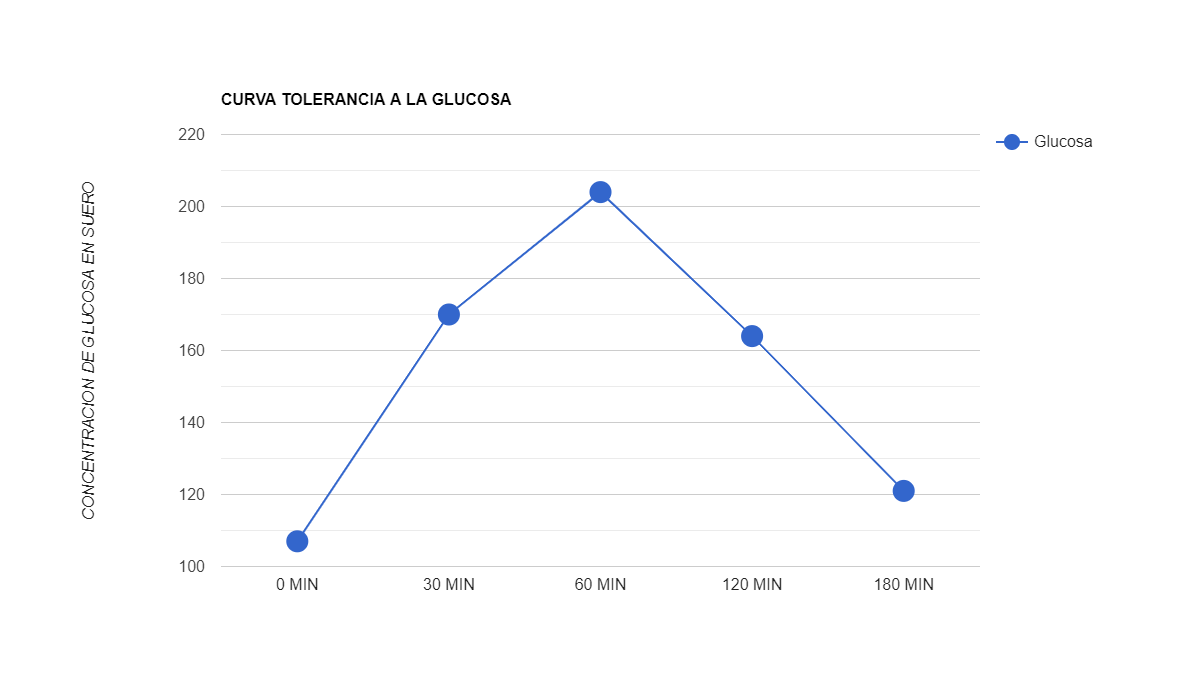 CURVA TOLERANCIA A LA GLUCOSA
Glucosa
CONCENTRACION DE GLUCOSA EN SUERO
220
200
180
160
140
120
100
0 MIN
30 MIN
60 MIN
120 MIN
180 MIN